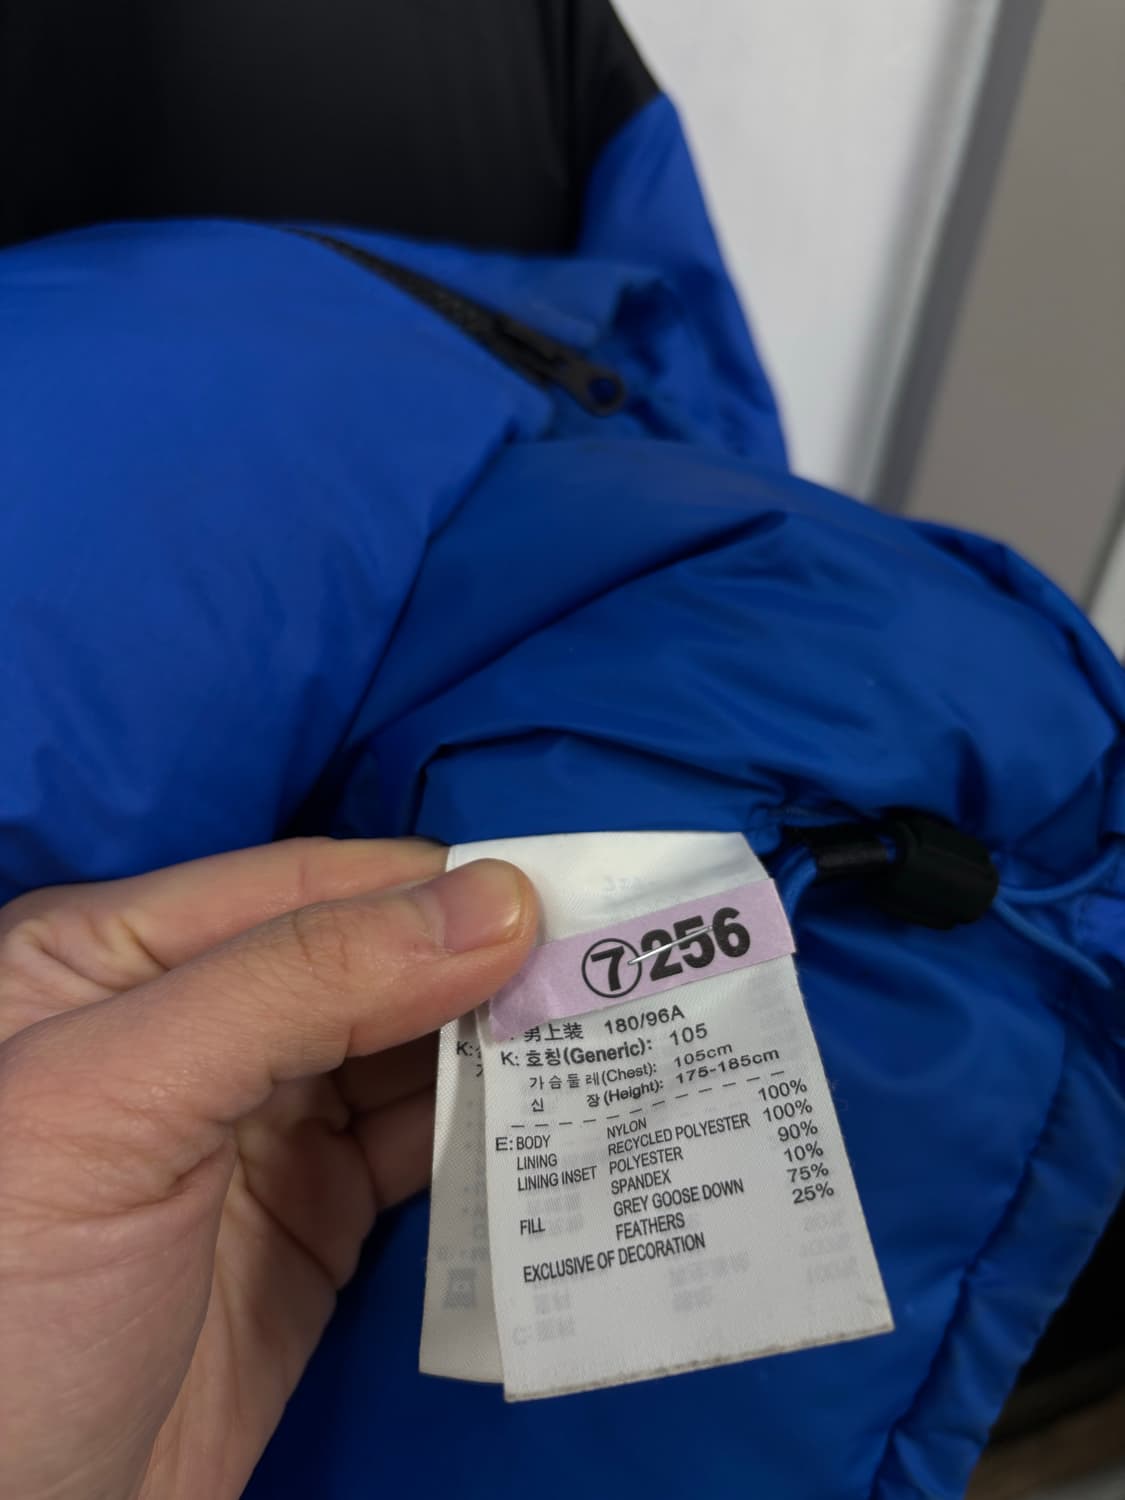 ⑦256
男上装 180/96A
K: 호칭(Generic): 105
가슴둘레(Chest): 105cm
신 장(Height): 175-185cm
E: BODY NYLON 100%
LINING RECYCLED POLYESTER 100%
LINING INSET POLYESTER 90%
SPANDEX 10%
FILL GREY GOOSE DOWN 75%
FEATHERS 25%
EXCLUSIVE OF DECORATION
K: